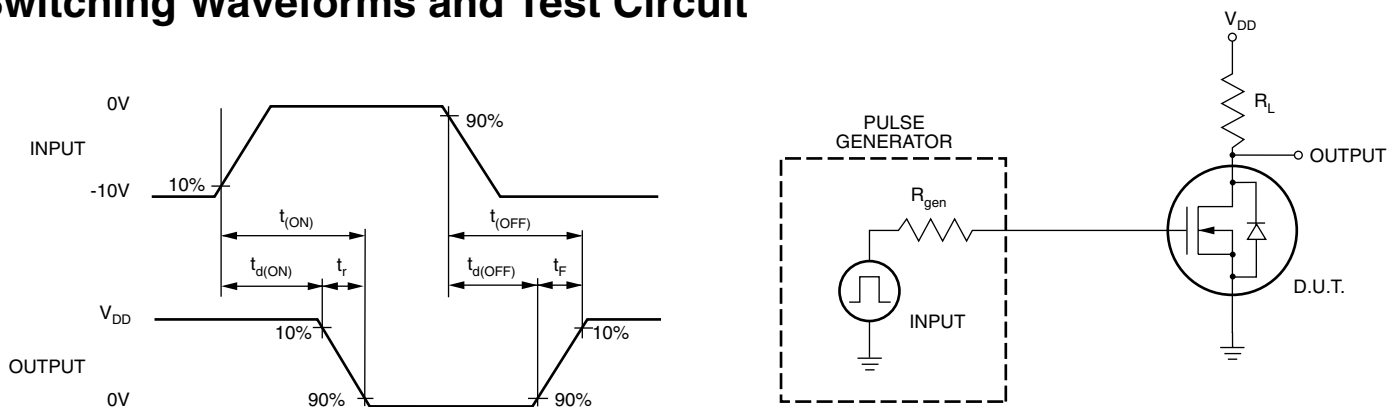 Switching Waveforms and Test Circuit
0V
INPUT
-10V
10%
90%
t(ON)
t(OFF)
td(ON)
tr
td(OFF)
tF
VDD
10%
10%
OUTPUT
0V
90%
90%
PULSE
GENERATOR
Rgen
INPUT
VDD
RL
OUTPUT
D.U.T.